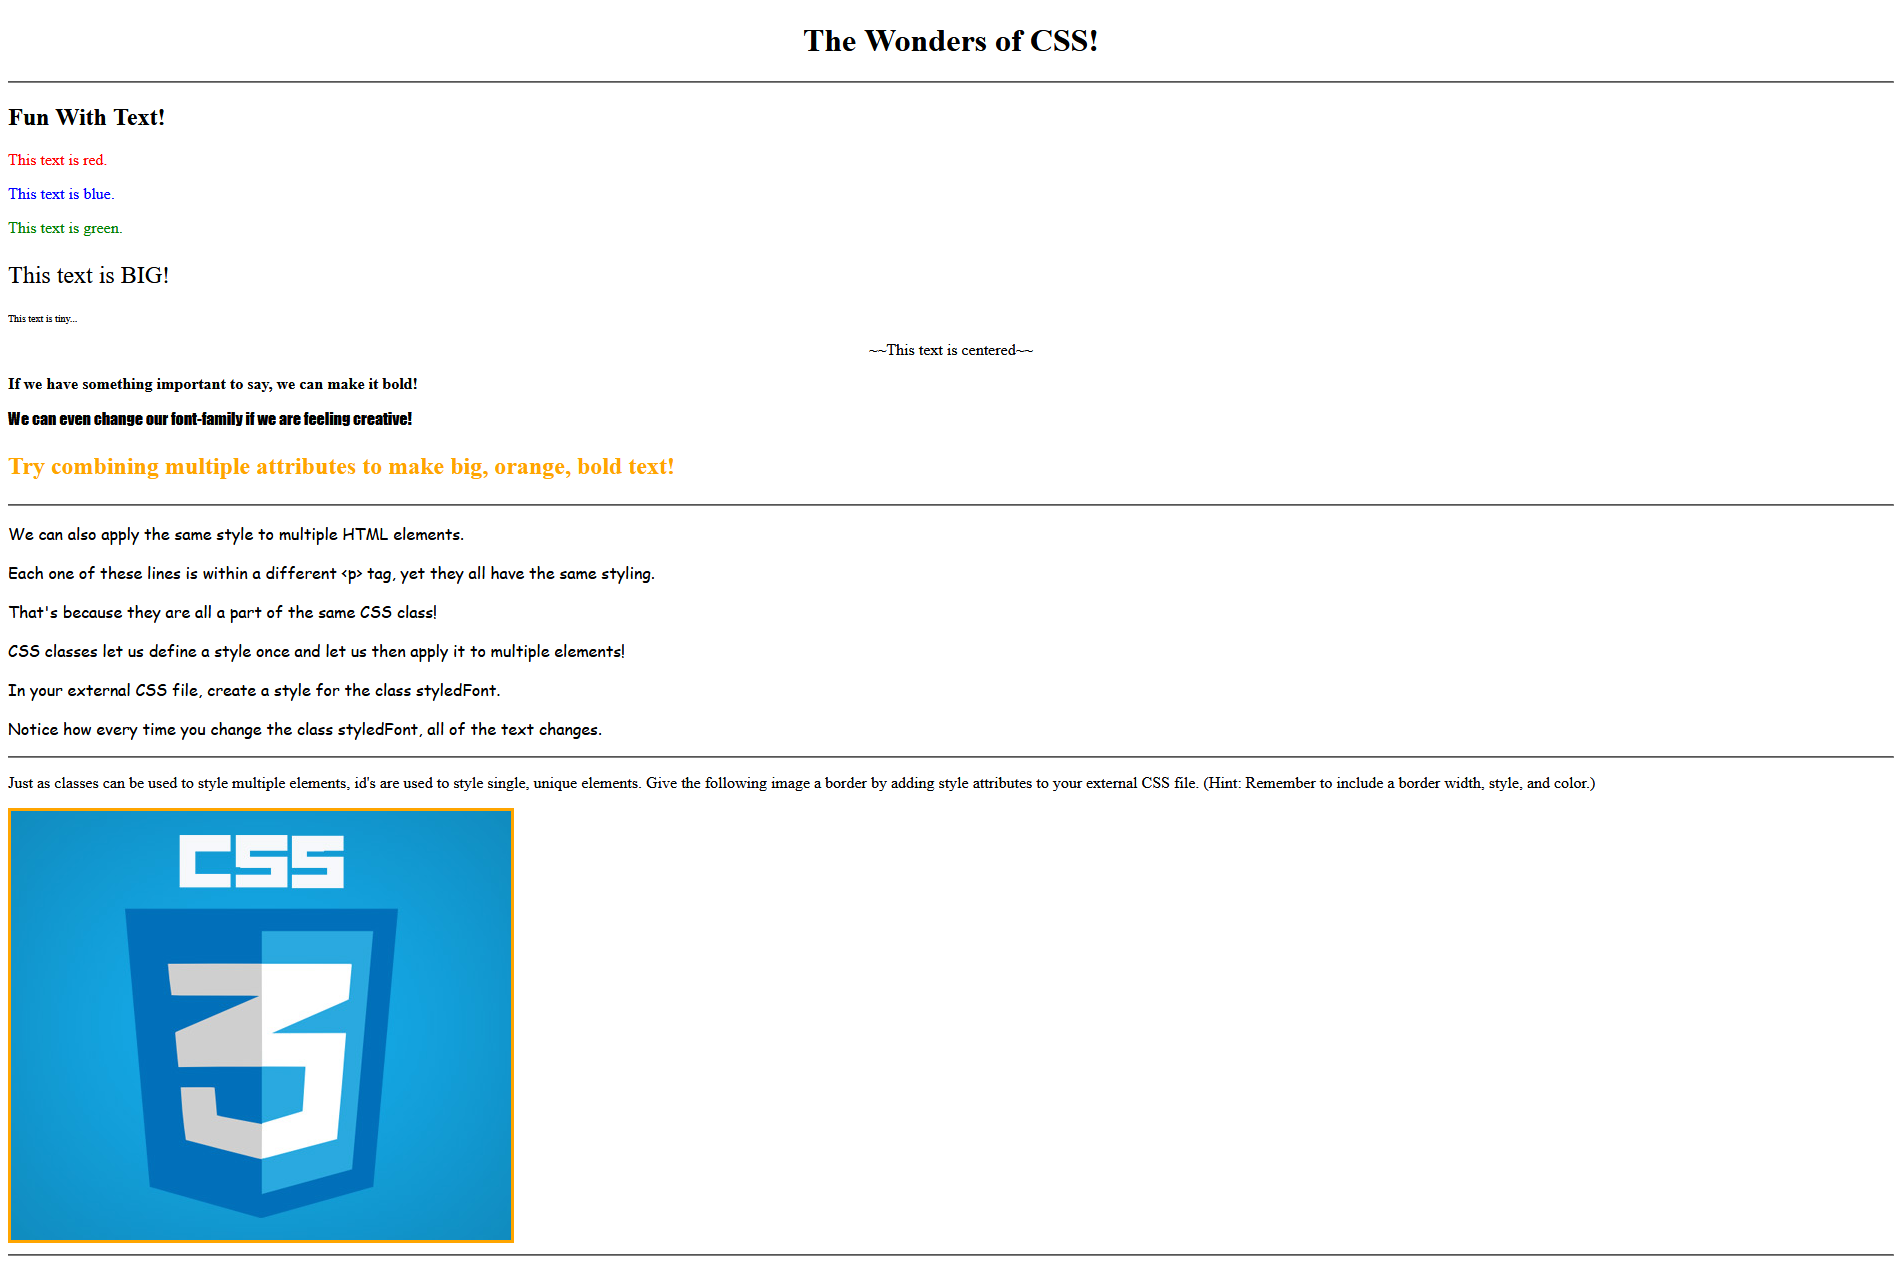 The Wonders of CSS!
Fun With Text!
This text is red.
This text is blue.
This text is green.
This text is BIG!
This text is tiny...
~~This text is centered~~
If we have something important to say, we can make it bold!
We can even change our font-family if we are feeling creative!
Try combining multiple attributes to make big, orange, bold text!
We can also apply the same style to multiple HTML elements.
Each one of these lines is within a different <p> tag, yet they all have the same styling.
That's because they are all a part of the same CSS class!
CSS classes let us define a style once and let us then apply it to multiple elements!
In your external CSS file, create a style for the class styledFont.
Notice how every time you change the class styledFont, all of the text changes.
Just as classes can be used to style multiple elements, id's are used to style single, unique elements. Give the following image a border by adding style attributes to your external CSS file. (Hint: Remember to include a border width, style, and color.)
CSS
3